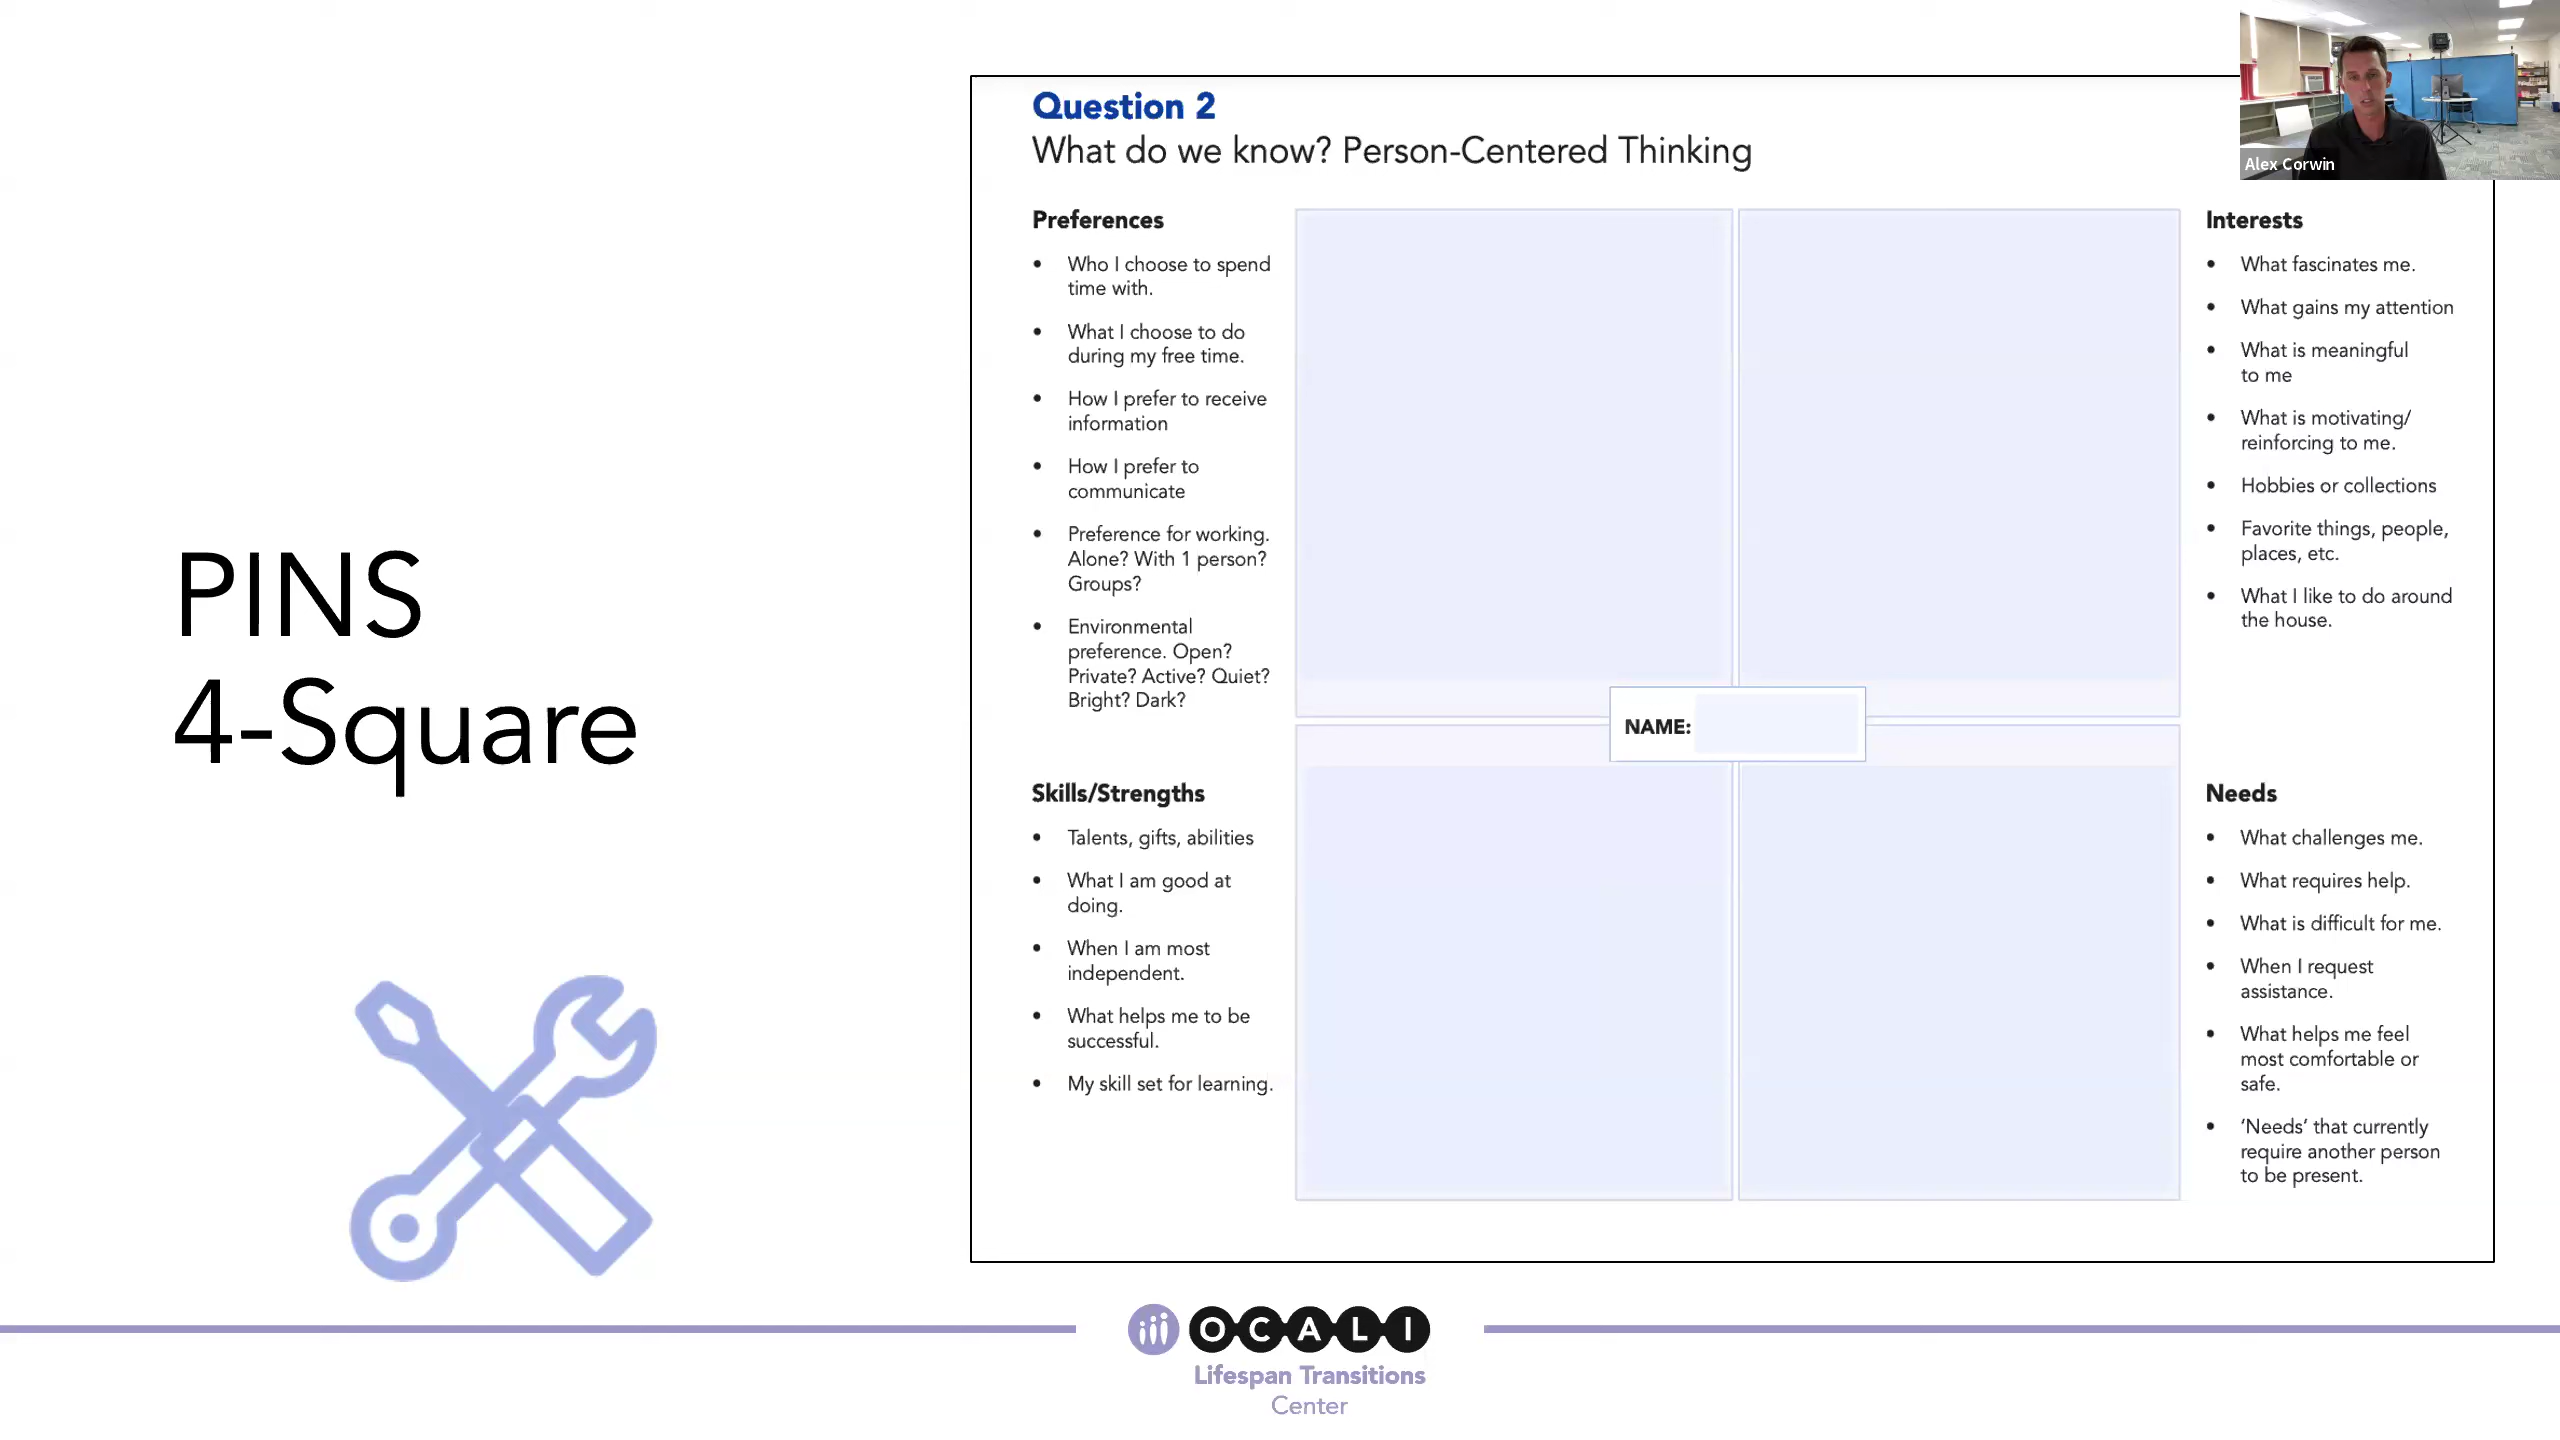 PINS
4-Square
Question 2
What do we know? Person-Centered Thinking
Preferences
• Who I choose to spend
time with.
• What I choose to do
during my free time.
• How I prefer to receive
information
• How I prefer to
communicate
• Preference for working.
Alone? With 1 person?
Groups?
• Environmental
preference. Open?
Private? Active? Quiet?
Bright? Dark?
Interests
• What fascinates me.
• What gains my attention
• What is meaningful
to me
• What is motivating/
reinforcing to me.
• Hobbies or collections
• Favorite things, people,
places, etc.
• What I like to do around
the house.
NAME:
Skills/Strengths
• Talents, gifts, abilities
• What I am good at
doing.
• When I am most
independent.
• What helps me to be
successful.
• My skill set for learning.
Needs
• What challenges me.
• What requires help.
• What is difficult for me.
• When I request
assistance.
• What helps me feel
most comfortable or
safe.
• ‘Needs’ that currently
require another person
to be present.
Alex Corwin
OCALI
Lifespan Transitions
Center